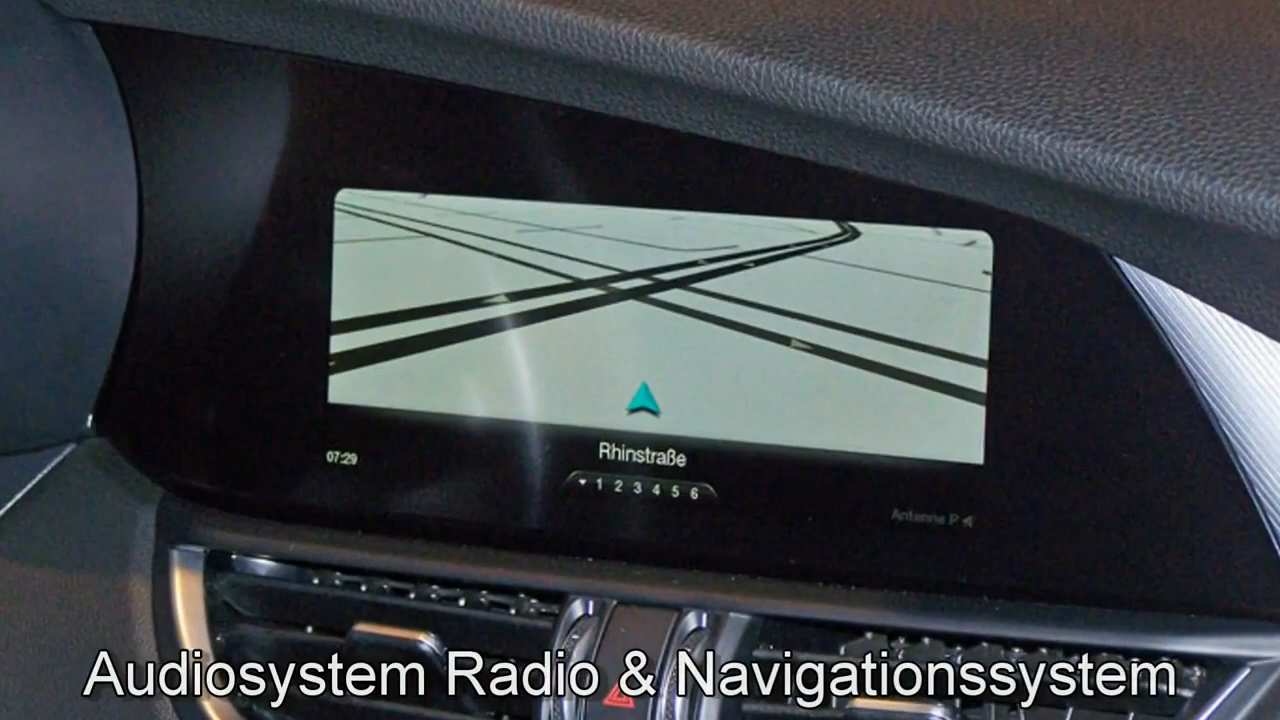 Rhinstraße
07:29
1 2 3 4 5 6
Antenne P
Audiosystem Radio & Navigationssystem